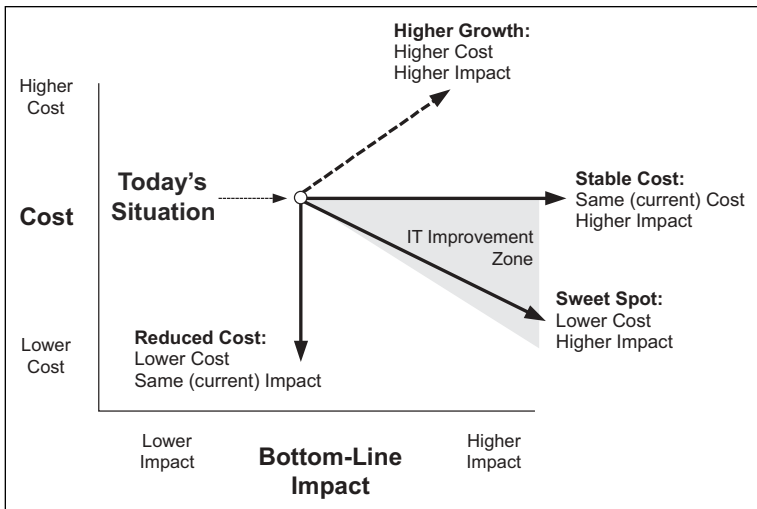 Higher Growth:
Higher Cost
Higher Impact
Higher
Cost
Today's
Situation
Stable Cost:
Same (current) Cost
Higher Impact
Cost
IT Improvement
Zone
Sweet Spot:
Lower Cost
Higher Impact
Reduced Cost:
Lower Cost
Same (current) Impact
Lower
Cost
Lower
Impact
Bottom-Line
Impact
Higher
Impact